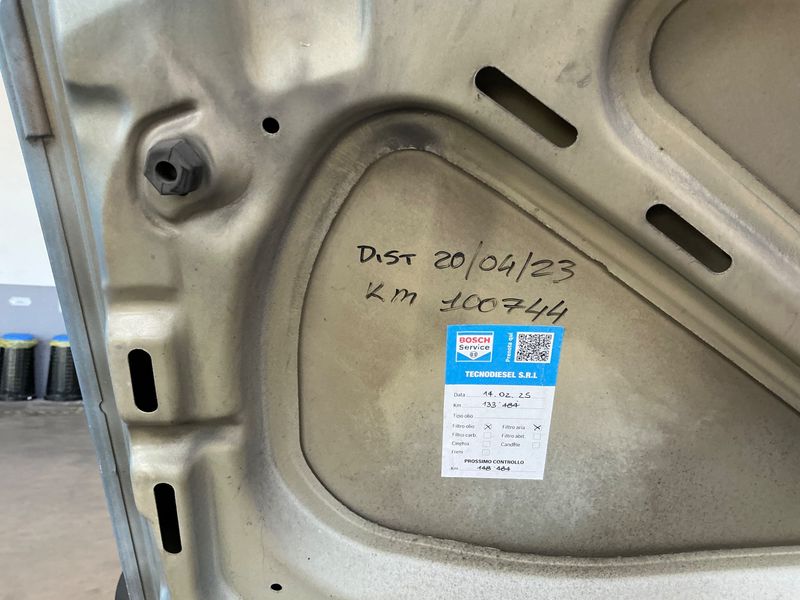 DIST 20/04/23
Km 100744
BOSCH
Service
Prenota qui
TECNODIESEL S.R.L
Data 14.02.25
Km 133'484
Tipo olio
Filtro olio X Filtro aria X
Filtro carb. Filtro abit.
Cinghia Candele
Freni
PROSSIMO CONTROLLO
Km 148'484